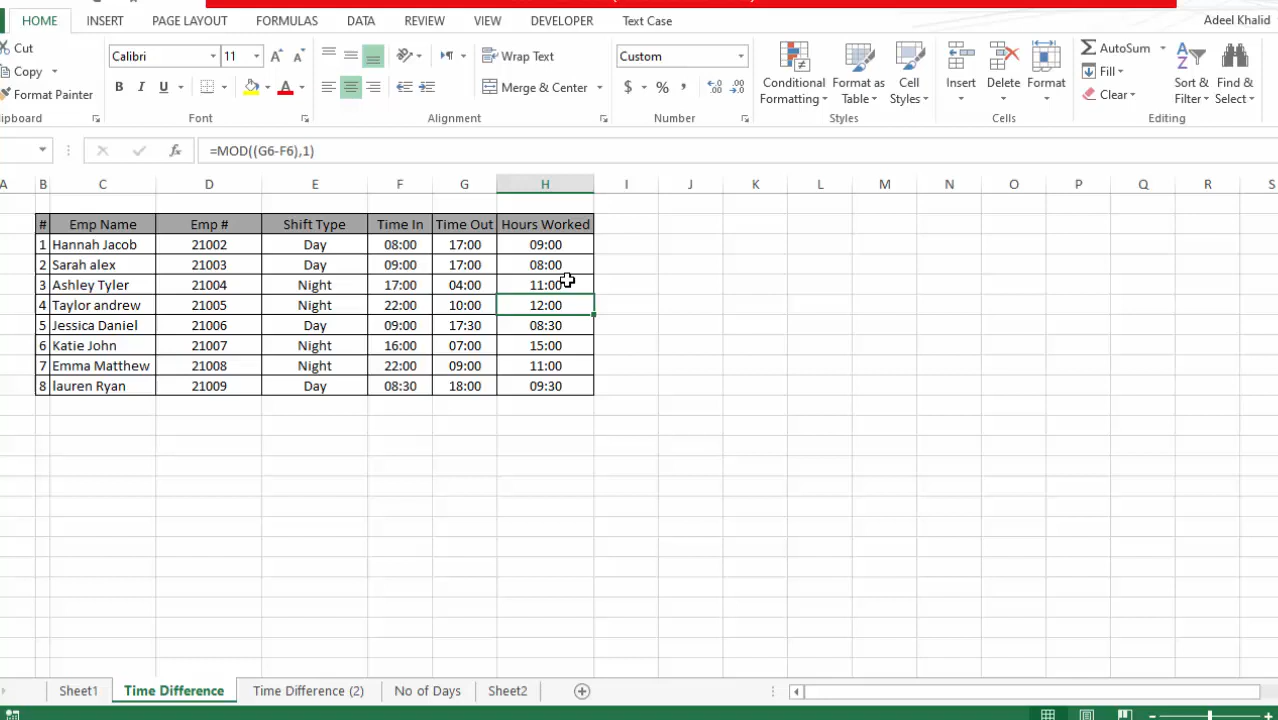 HOME INSERT PAGE LAYOUT FORMULAS DATA REVIEW VIEW DEVELOPER Text Case Adeel Khalid
Cut
Copy
Format Painter
lipboard
Calibri 11
B I U A
Font
Wrap Text
Merge & Center
Alignment
Custom
$ % ,
Number
Conditional Formatting
Format as Table
Cell Styles
Styles
Insert
Delete
Format
Cells
AutoSum
Fill
Clear
Sort & Filter
Find & Select
Editing
fx =MOD((G6-F6),1)
A B C D E F G H I J K L M N O P Q R S
# Emp Name Emp # Shift Type Time In Time Out Hours Worked
1 Hannah Jacob 21002 Day 08:00 17:00 09:00
2 Sarah alex 21003 Day 09:00 17:00 08:00
3 Ashley Tyler 21004 Night 17:00 04:00 11:00
4 Taylor andrew 21005 Night 22:00 10:00 12:00
5 Jessica Daniel 21006 Day 09:00 17:30 08:30
6 Katie John 21007 Night 16:00 07:00 15:00
7 Emma Matthew 21008 Night 22:00 09:00 11:00
8 lauren Ryan 21009 Day 08:30 18:00 09:30
Sheet1 Time Difference Time Difference (2) No of Days Sheet2